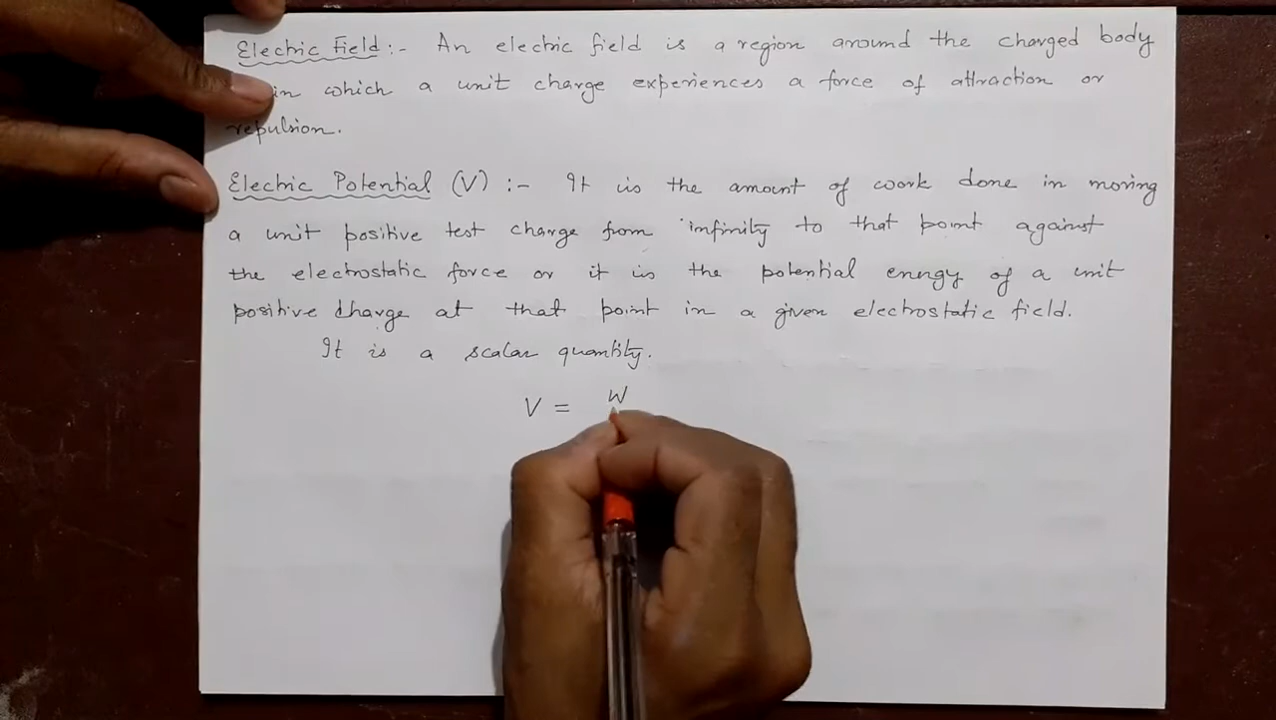 Electric Field :- An electric field is a region around the charged body
in which a unit charge experiences a force of attraction or
repulsion.
Electric Potential (V) :- It is the amount of work done in moving
a unit positive test charge from infinity to that point against
the electrostatic force or it is the potential energy of a unit
positive charge at that point in a given electrostatic field.
It is a scalar quantity.
V = W